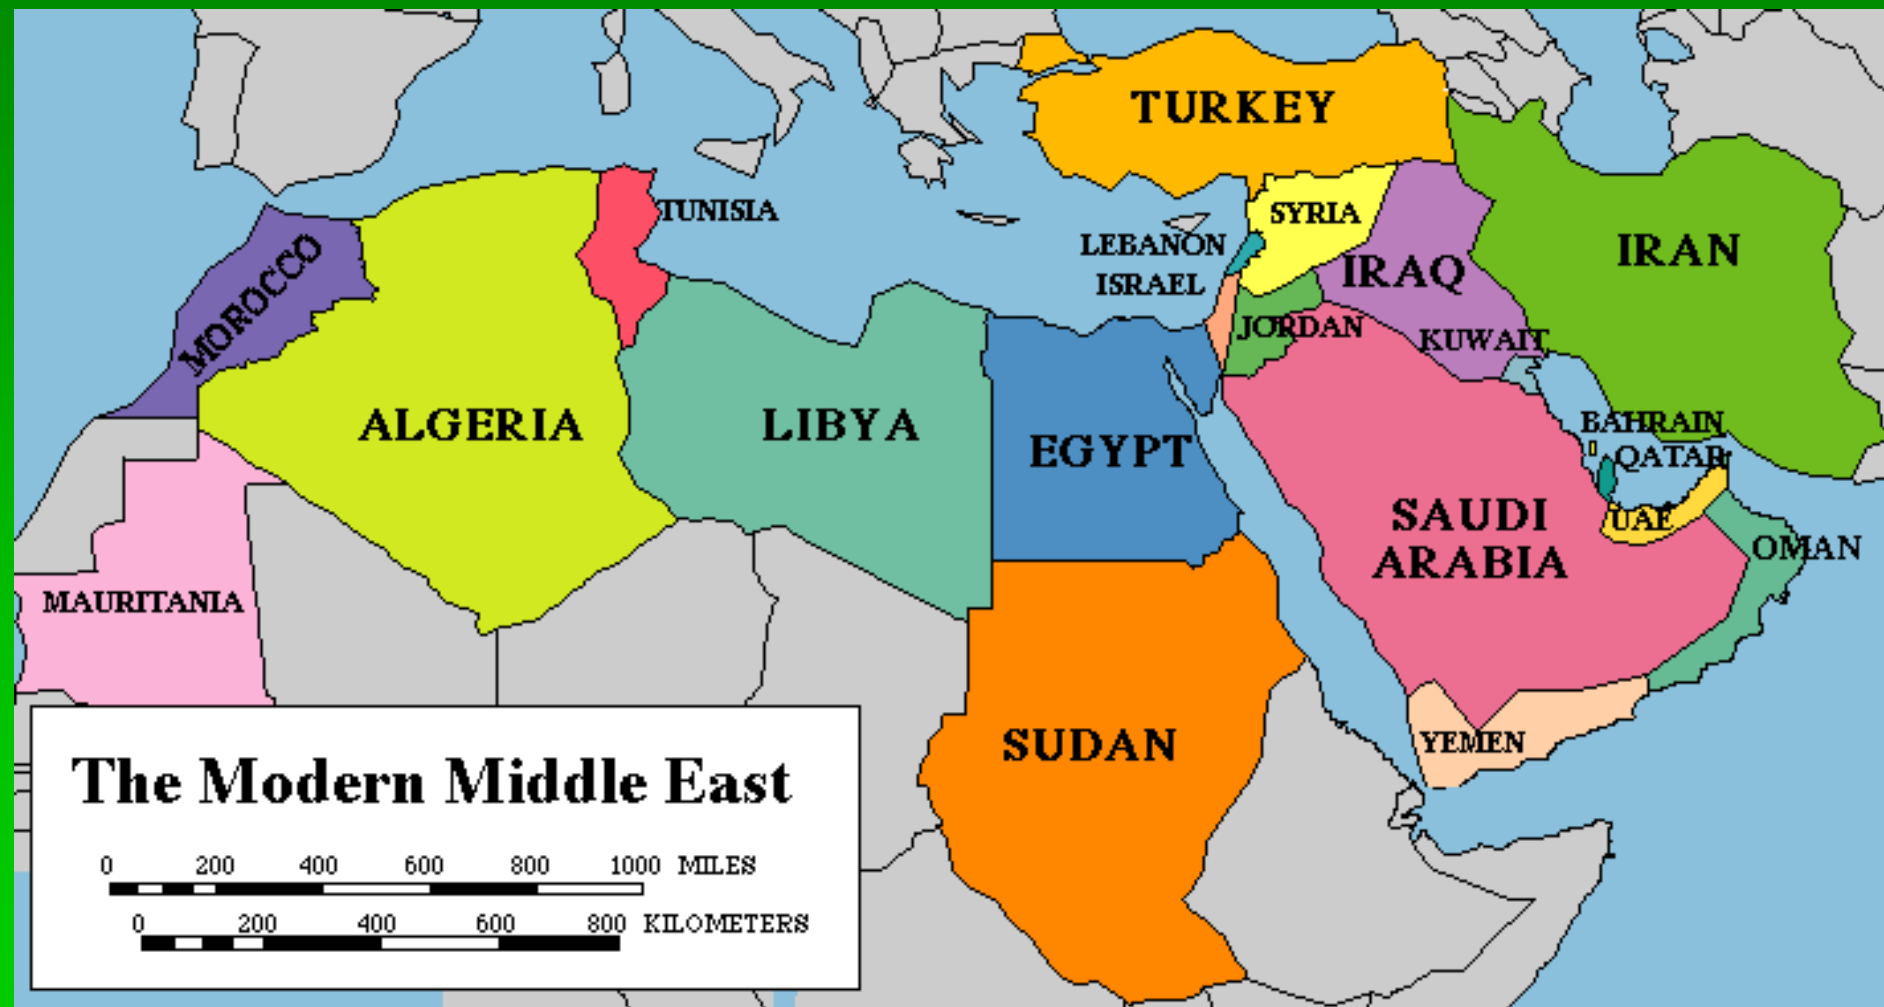 TURKEY
TUNISIA
SYRIA
LEBANON
ISRAEL
IRAQ
IRAN
MOROCCO
JORDAN
KUWAIT
ALGERIA
LIBYA
EGYPT
BAHRAIN
QATAR
SAUDI
ARABIA
UAE
OMAN
MAURITANIA
SUDAN
YEMEN
The Modern Middle East
0 200 400 600 800 1000 MILES
0 200 400 600 800 KILOMETERS